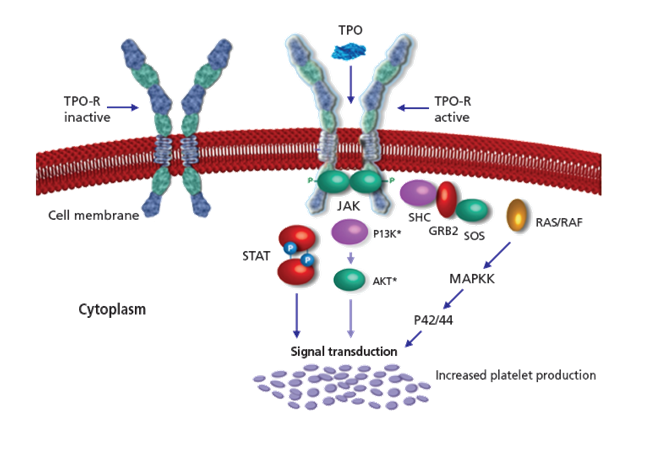 TPO
TPO-R
inactive
TPO-R
active
P
P
JAK
Cell membrane
SHC
GRB2
SOS
RAS/RAF
P13K*
STAT
P
P
AKT*
MAPKK
Cytoplasm
P42/44
Signal transduction
Increased platelet production